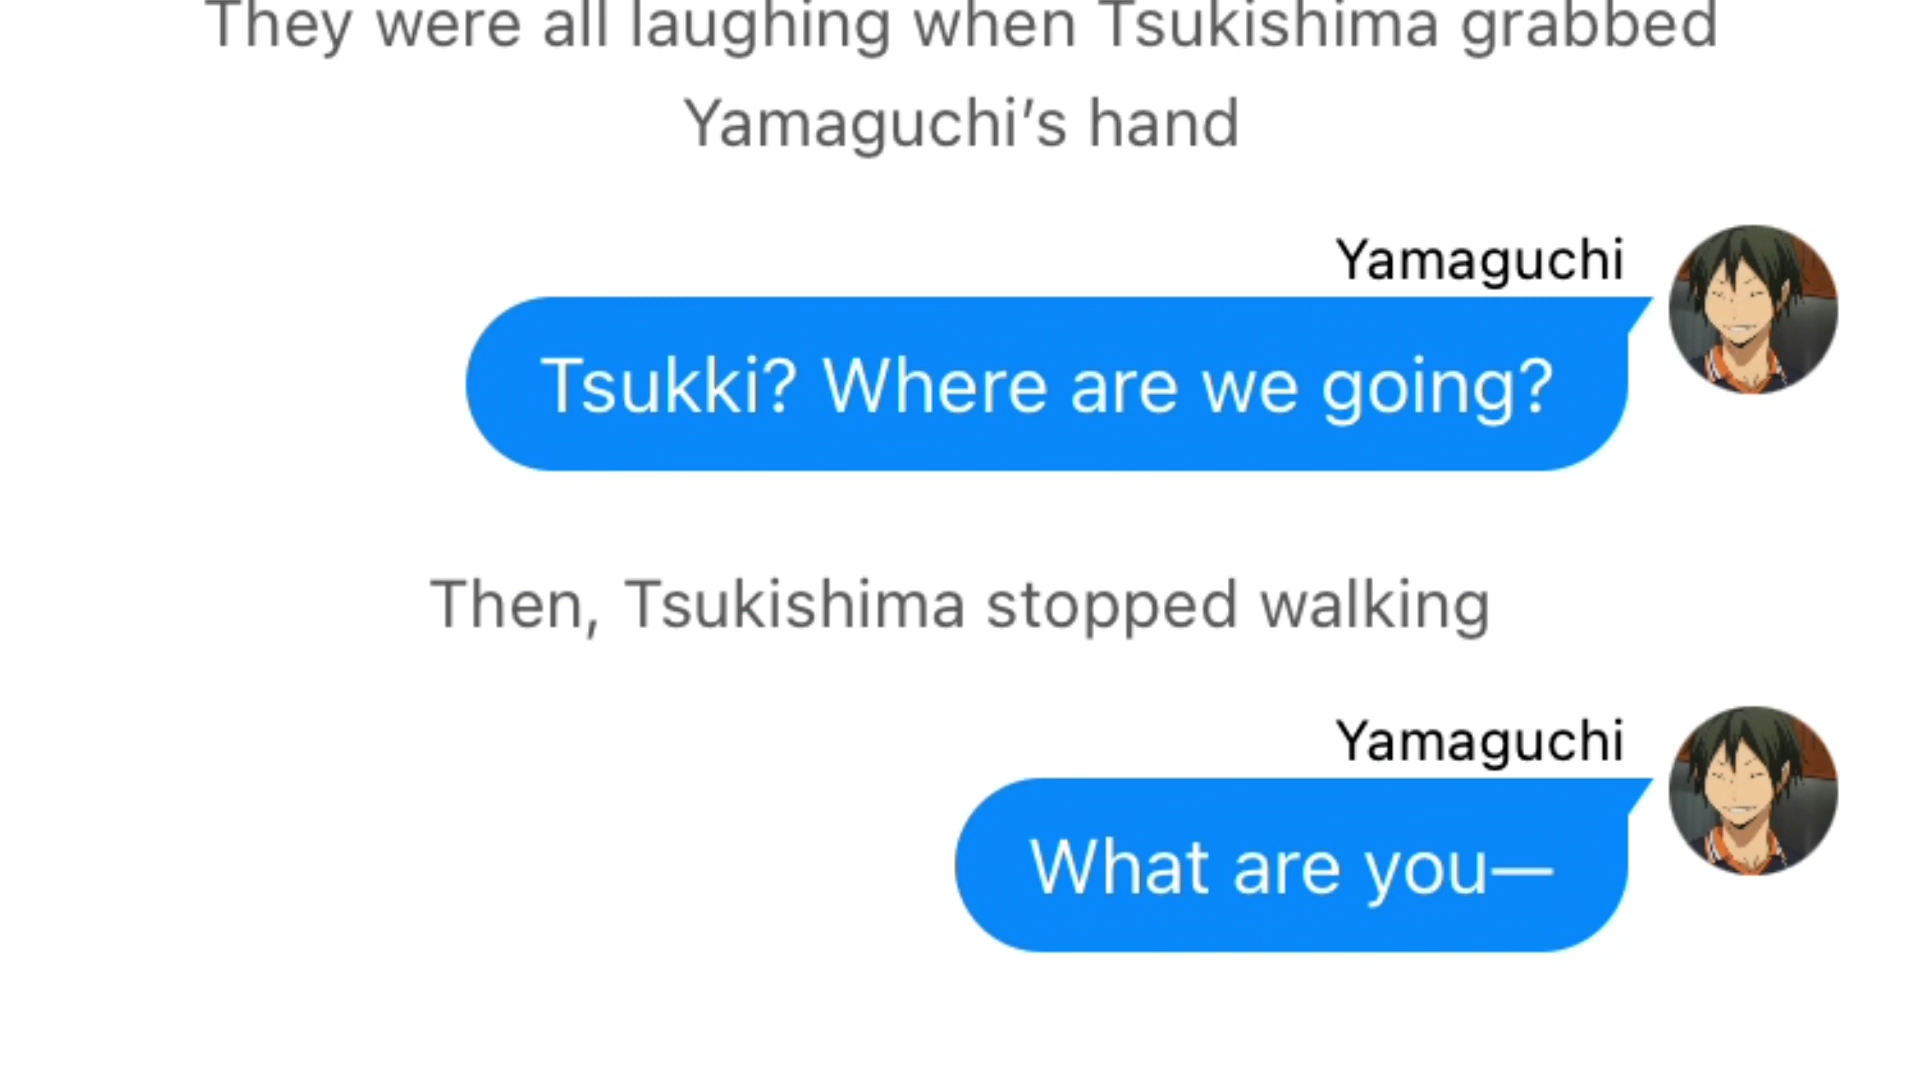 They were all laughing when Tsukishima grabbed
Yamaguchi’s hand
Yamaguchi
Tsukki? Where are we going?
Then, Tsukishima stopped walking
Yamaguchi
What are you—